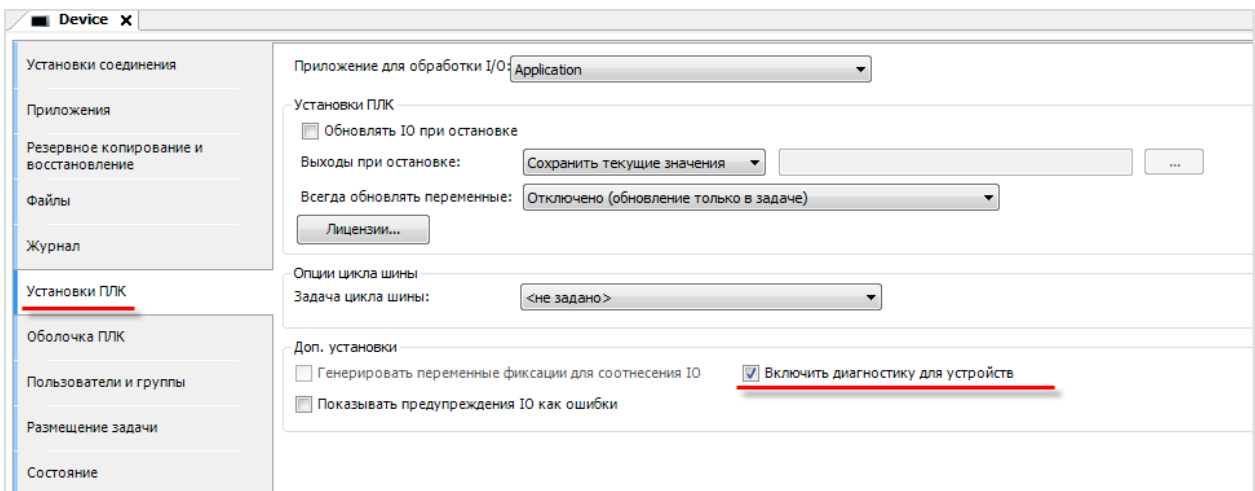 Device X
Установки соединения
Приложения
Резервное копирование и
восстановление
Файлы
Журнал
Установки ПЛК
Оболочка ПЛК
Пользователи и группы
Размещение задачи
Состояние
Приложение для обработки I/O: Application
Установки ПЛК
Обновлять IO при остановке
Выходы при остановке: Сохранить текущие значения ...
Всегда обновлять переменные: Отключено (обновление только в задаче)
Лицензии...
Опции цикла шины
Задача цикла шины: <не задано>
Доп. установки
Генерировать переменные фиксации для соотнесения IO Включить диагностику для устройств
Показывать предупреждения IO как ошибки